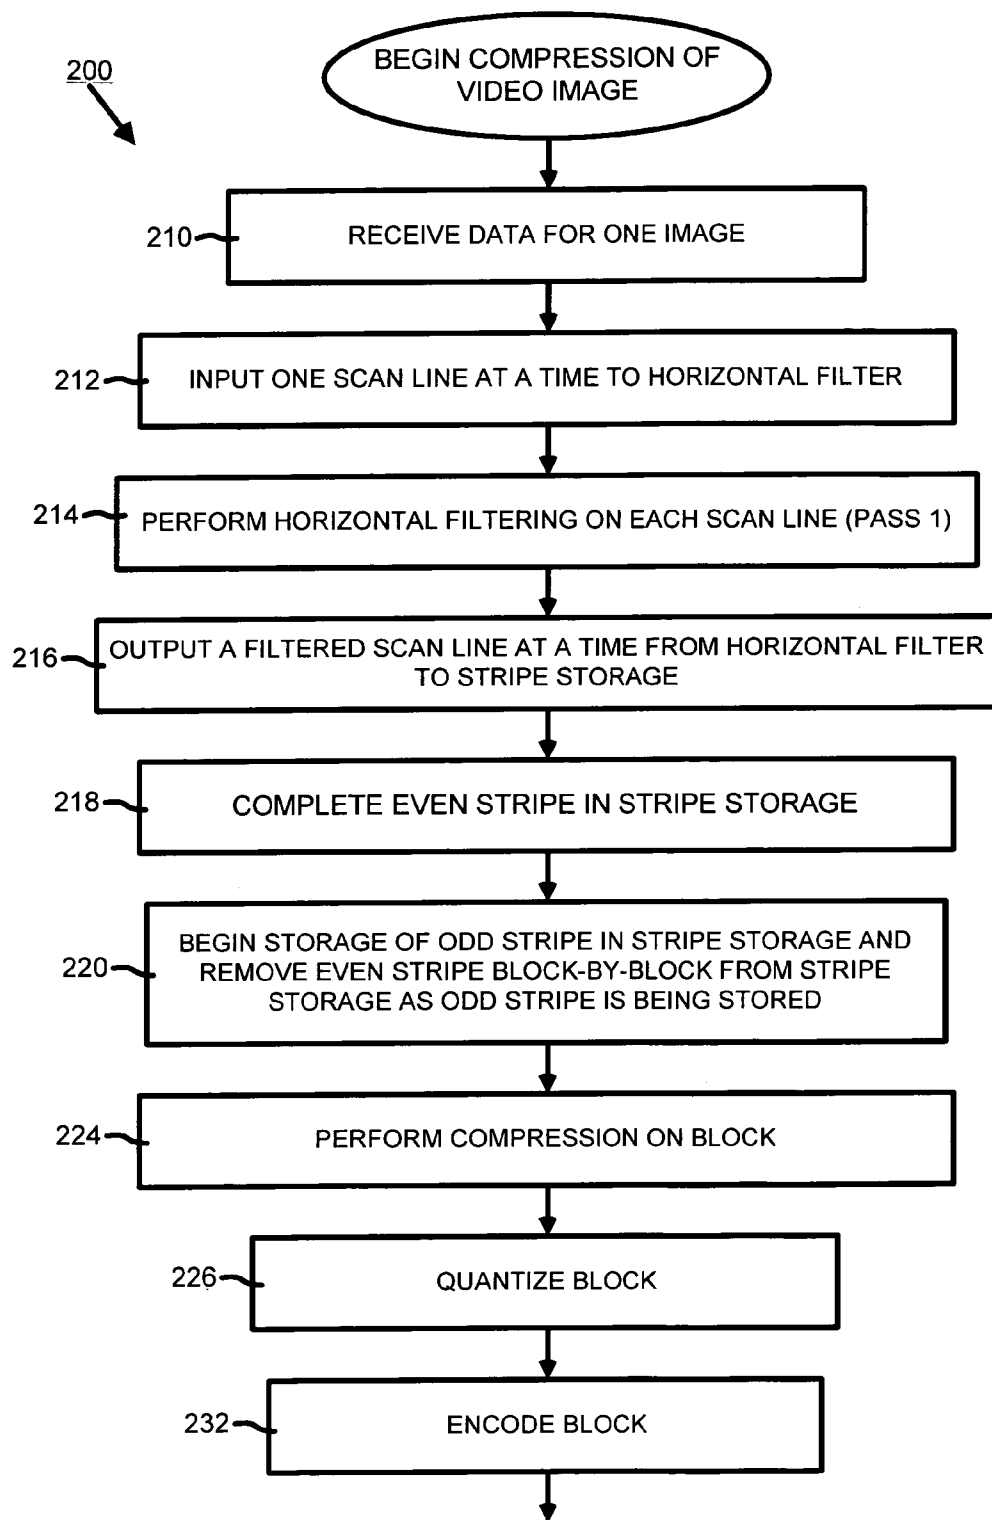 200
BEGIN COMPRESSION OF
VIDEO IMAGE
210
RECEIVE DATA FOR ONE IMAGE
212
INPUT ONE SCAN LINE AT A TIME TO HORIZONTAL FILTER
214
PERFORM HORIZONTAL FILTERING ON EACH SCAN LINE (PASS 1)
216
OUTPUT A FILTERED SCAN LINE AT A TIME FROM HORIZONTAL FILTER
TO STRIPE STORAGE
218
COMPLETE EVEN STRIPE IN STRIPE STORAGE
220
BEGIN STORAGE OF ODD STRIPE IN STRIPE STORAGE AND
REMOVE EVEN STRIPE BLOCK-BY-BLOCK FROM STRIPE
STORAGE AS ODD STRIPE IS BEING STORED
224
PERFORM COMPRESSION ON BLOCK
226
QUANTIZE BLOCK
232
ENCODE BLOCK